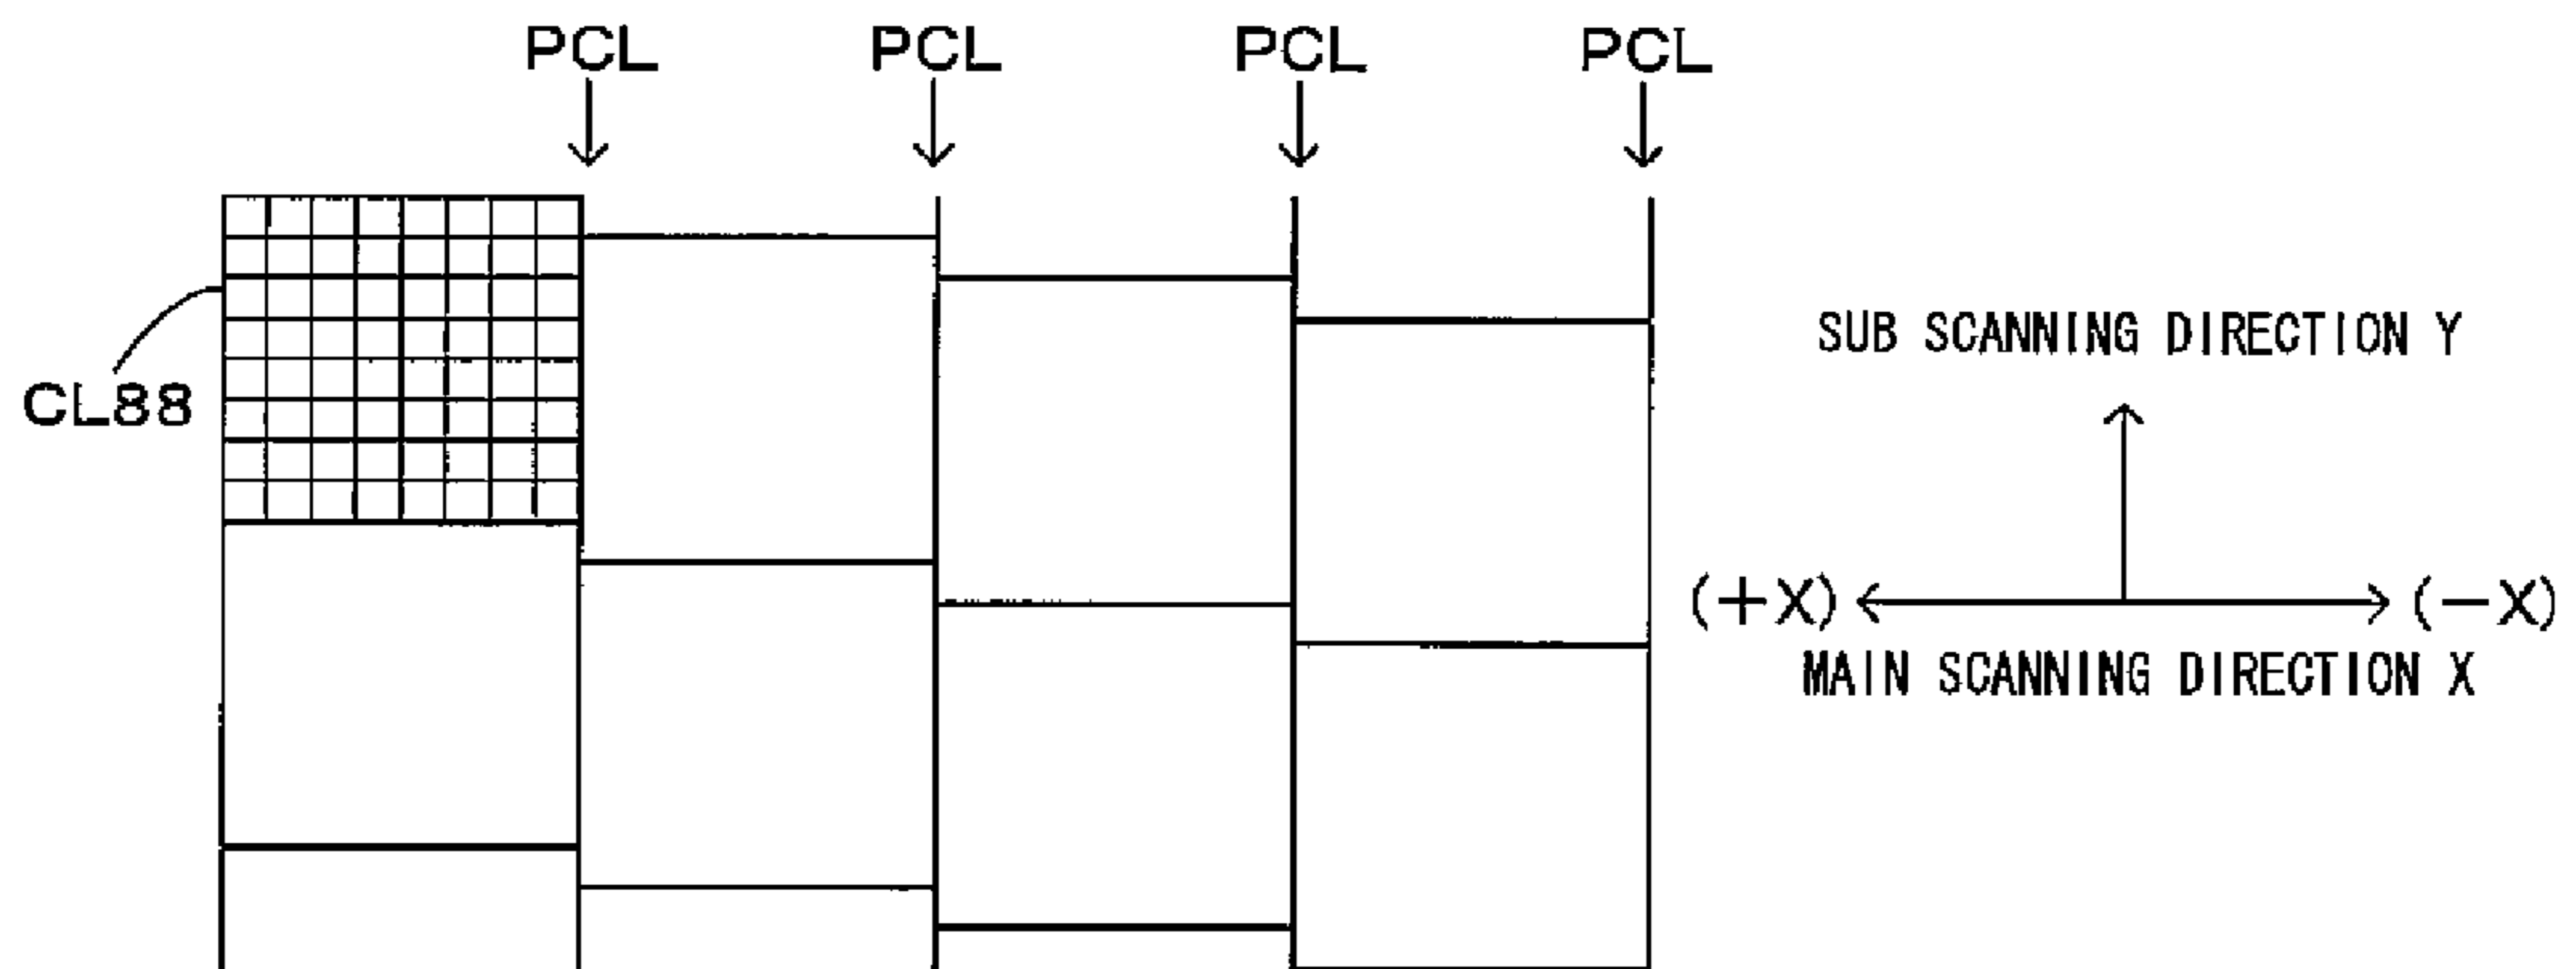 PCL PCL PCL PCL
SUB SCANNING DIRECTION Y
CL88
(+X) (-X)
MAIN SCANNING DIRECTION X